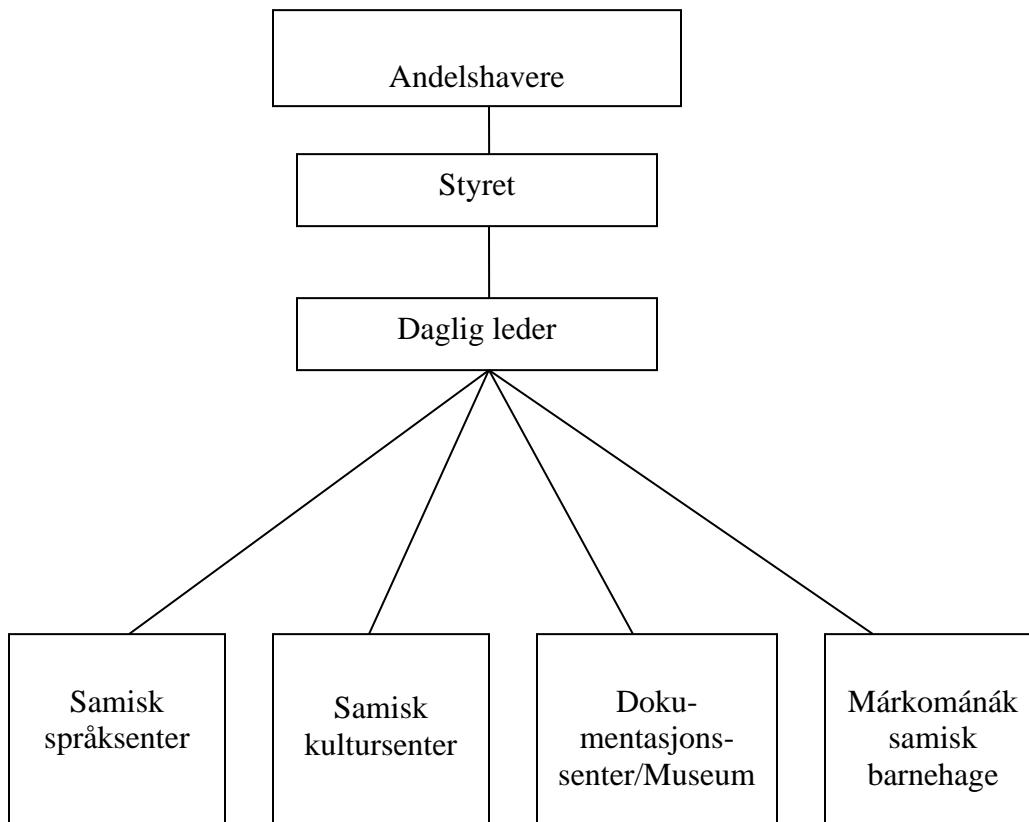 Andelshavere
Styret
Daglig leder
Samisk
språksenter
Samisk
kultursenter
Doku-
mentasjons-
senter/Museum
Márkománák
samisk
barnehage